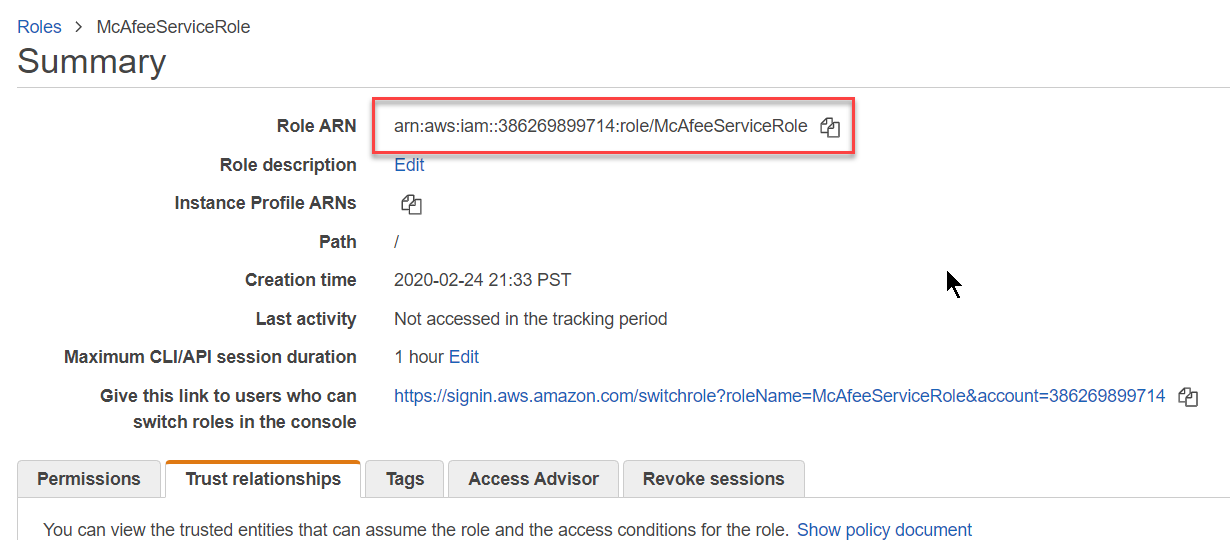 Roles > McAfeeServiceRole
Summary
Role ARN arn:aws:iam::386269899714:role/McAfeeServiceRole
Role description Edit
Instance Profile ARNs
Path /
Creation time 2020-02-24 21:33 PST
Last activity Not accessed in the tracking period
Maximum CLI/API session duration 1 hour Edit
Give this link to users who can https://signin.aws.amazon.com/switchrole?roleName=McAfeeServiceRole&account=386269899714
switch roles in the console
Permissions Trust relationships Tags Access Advisor Revoke sessions
You can view the trusted entities that can assume the role and the access conditions for the role. Show policy document